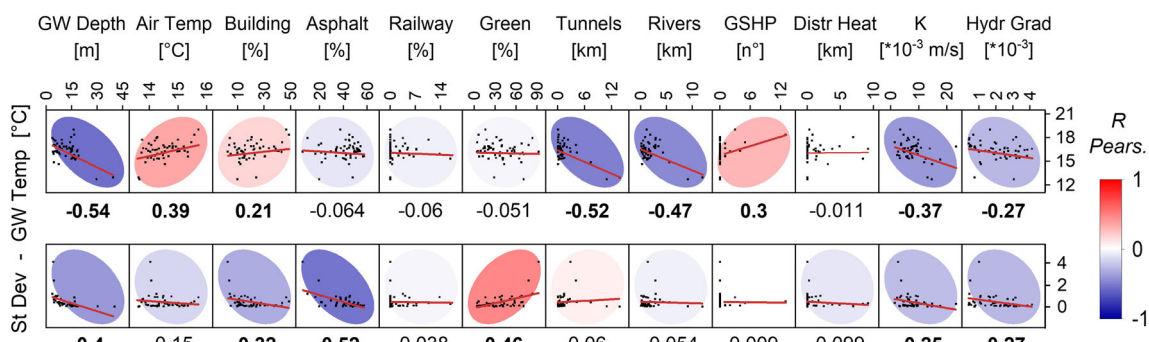 GW Depth Air Temp Building Asphalt Railway Green Tunnels Rivers GSHP Distr Heat K Hydr Grad
[m] [°C] [%] [%] [%] [%] [km] [km] [n°] [km] [*10-3 m/s] [*10-3]
0 15 30 45 14 15 16 10 30 50 20 40 60 0 7 14 0 30 60 90 0 6 12 0 5 10 0 6 12 0 5 10 0 10 20 1 2 3 4
GW Temp [°C]
21
18
15
12
-0.54 0.39 0.21 -0.064 -0.06 -0.051 -0.52 -0.47 0.3 -0.011 -0.37 -0.27
St Dev -
4
2
0
R
Pears.
1
0
-1